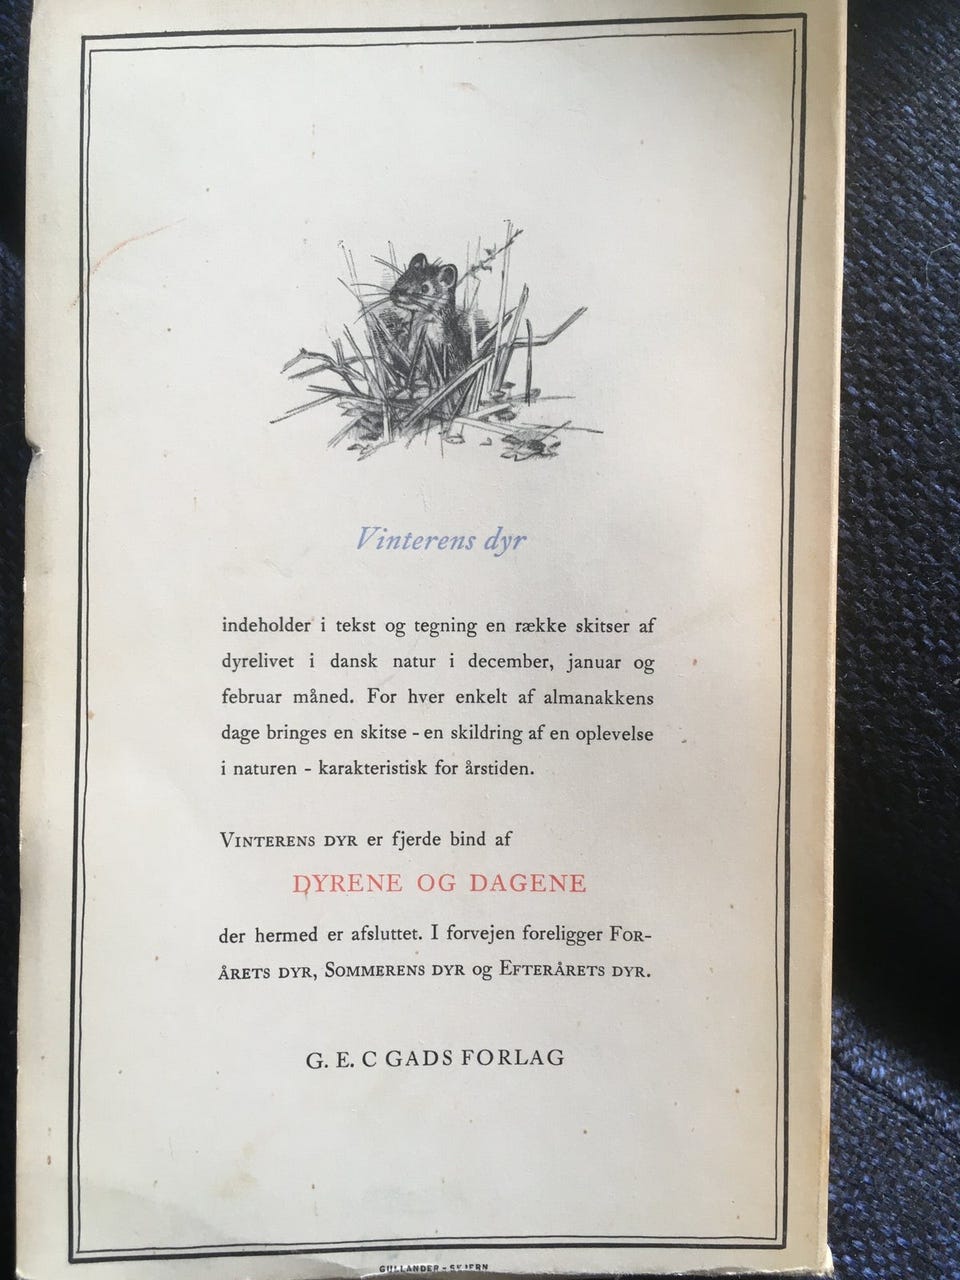 Vinterens dyr
indeholder i tekst og tegning en række skitser af
dyrelivet i dansk natur i december, januar og
februar måned. For hver enkelt af almanakkens
dage bringes en skitse - en skildring af en oplevelse
i naturen - karakteristisk for årstiden.
VINTERENS DYR er fjerde bind af
DYRENE OG DAGENE
der hermed er afsluttet. I forvejen foreligger FOR-
ÅRETS DYR, SOMMERENS DYR og EFTERÅRETS DYR.
G. E. C GADS FORLAG
GULLANDER - SKJERN